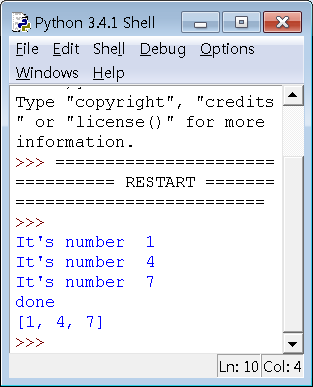 Python 3.4.1 Shell
File Edit Shell Debug Options
Windows Help
Type "copyright", "credits
" or "license()" for more
information.
>>> ======================
========== RESTART =======
=========================
>>>
It's number  1
It's number  4
It's number  7
done
[1, 4, 7]
>>>
Ln: 10 Col: 4